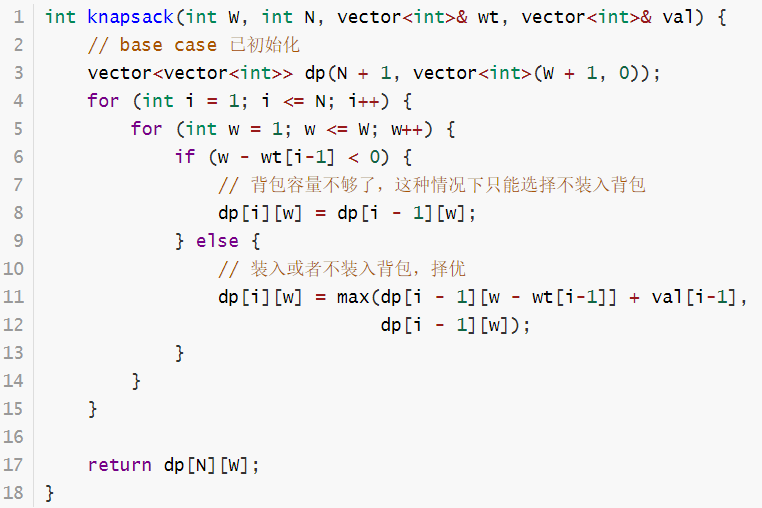 1 int knapsack(int W, int N, vector<int>& wt, vector<int>& val) {
2     // base case 已初始化
3     vector<vector<int>> dp(N + 1, vector<int>(W + 1, 0));
4     for (int i = 1; i <= N; i++) {
5         for (int w = 1; w <= W; w++) {
6             if (w - wt[i-1] < 0) {
7                 // 背包容量不够了，这种情况下只能选择不装入背包
8                 dp[i][w] = dp[i - 1][w];
9             } else {
10                 // 装入或者不装入背包，择优
11                 dp[i][w] = max(dp[i - 1][w - wt[i-1]] + val[i-1],
12                                dp[i - 1][w]);
13             }
14         }
15     }
16
17     return dp[N][W];
18 }